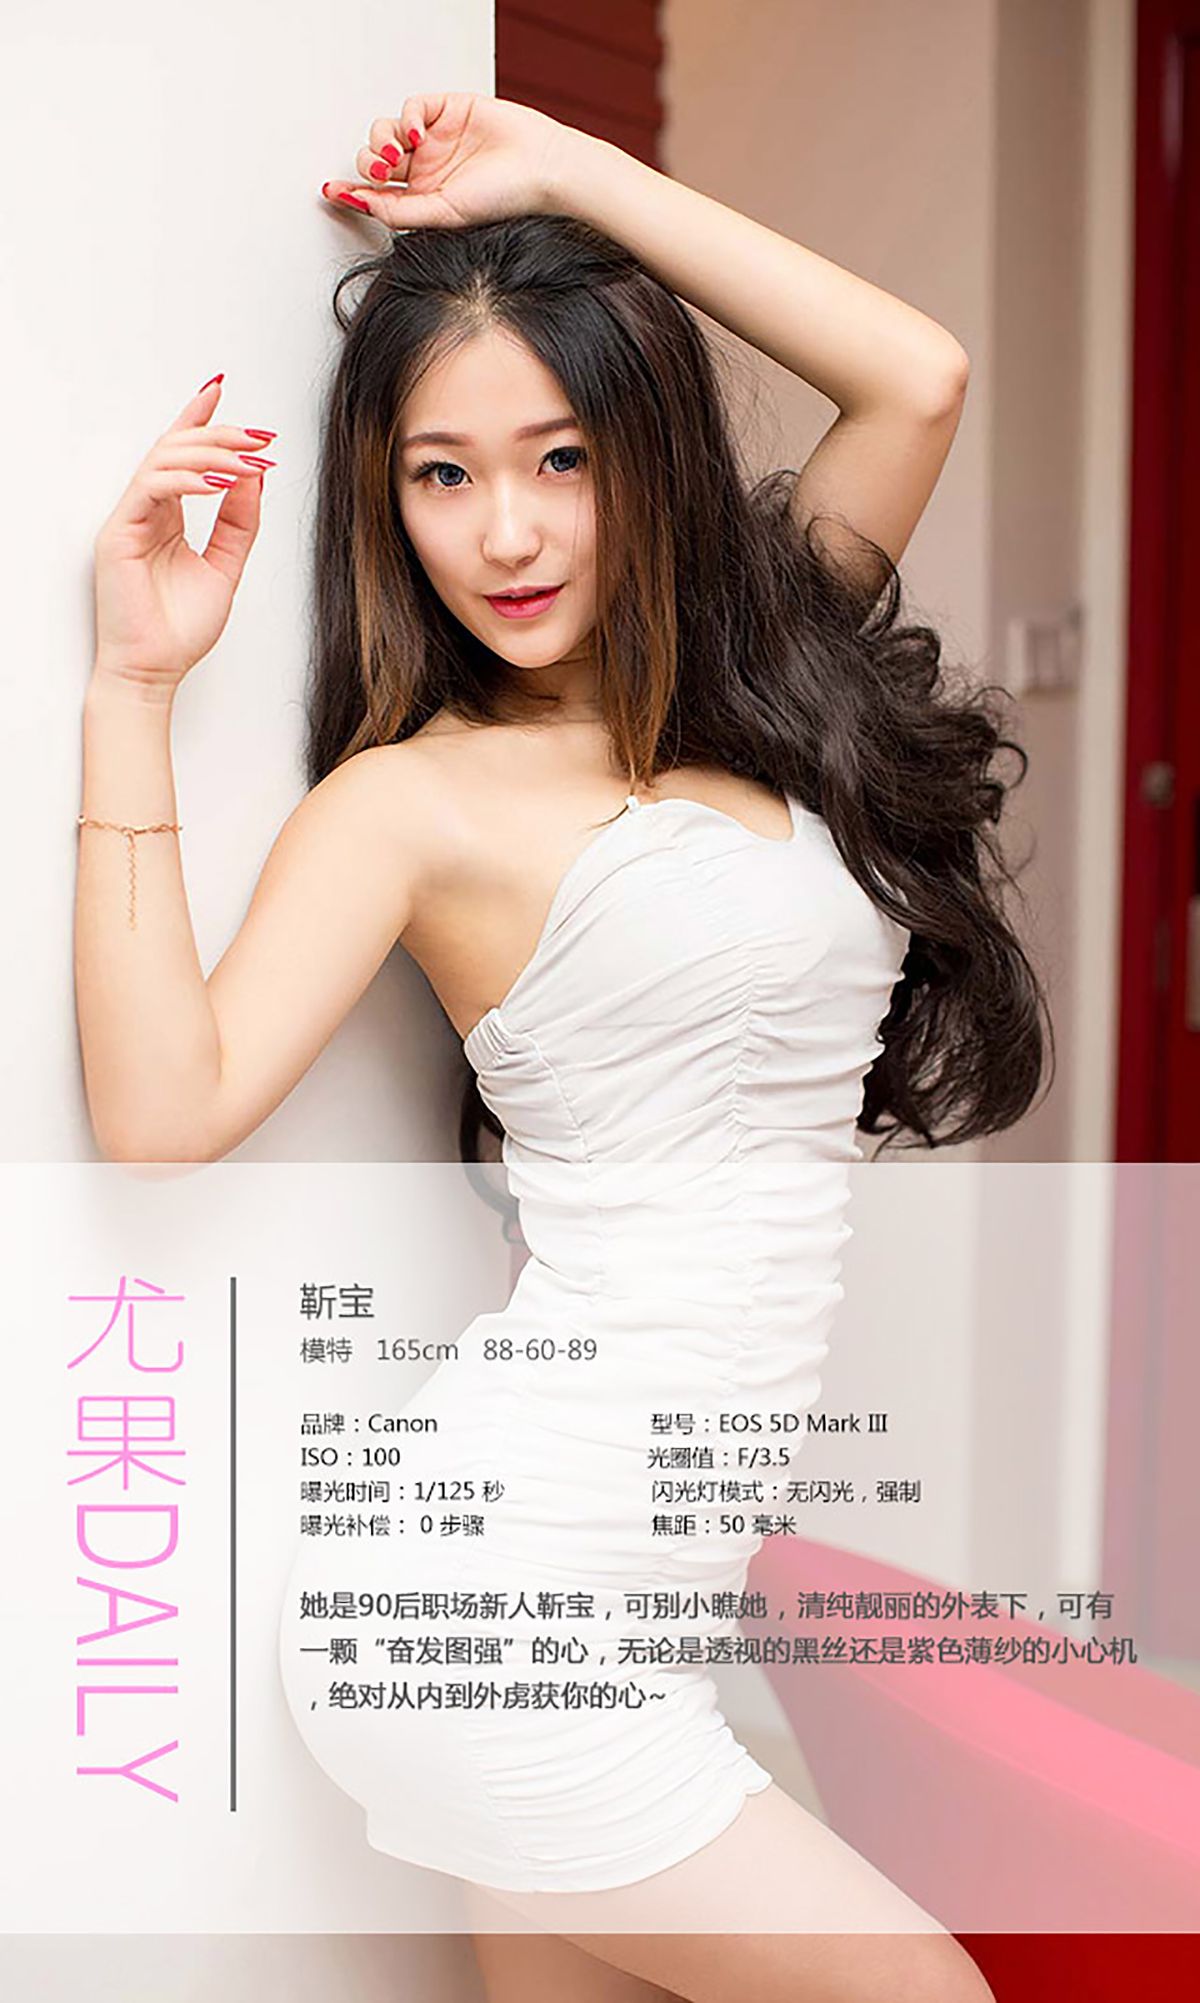 尤果DAILY
靳宝
模特 165cm 88-60-89
品牌：Canon 型号：EOS 5D Mark III
ISO：100 光圈值：F/3.5
曝光时间：1/125 秒 闪光灯模式：无闪光，强制
曝光补偿： 0 步骤 焦距：50 毫米
她是90后职场新人靳宝，可别小瞧她，清纯靓丽的外表下，可有
一颗“奋发图强”的心，无论是透视的黑丝还是紫色薄纱的小心机
，绝对从内到外虏获你的心~